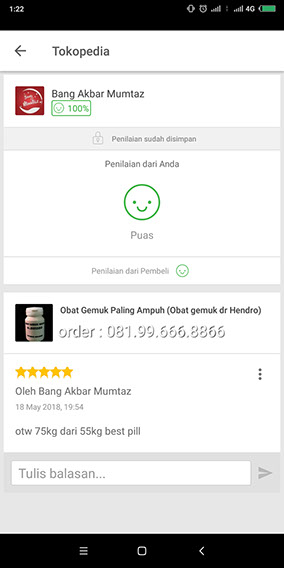 1:22
4G
Tokopedia
Bang Akbar Mumtaz
100%
Penilaian sudah disimpan
Penilaian dari Anda
Puas
Penilaian dari Pembeli
Obat Gemuk Paling Ampuh (Obat gemuk dr Hendro)
order : 081.99.666.8866
Oleh Bang Akbar Mumtaz
18 May 2018, 19:54
otw 75kg dari 55kg best pill
Tulis balasan...